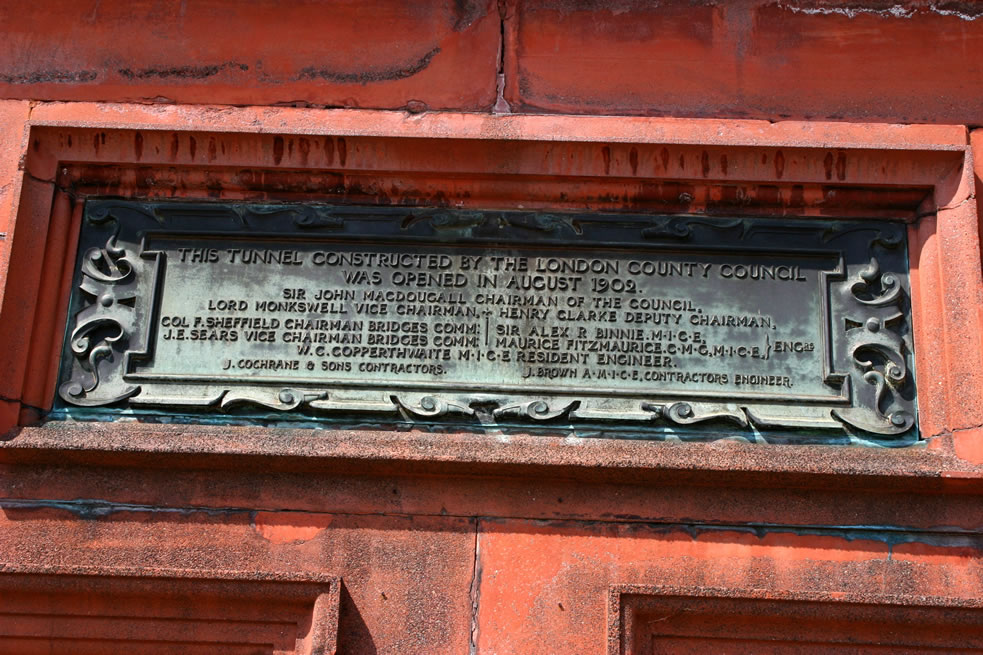 THIS TUNNEL CONSTRUCTED BY THE LONDON COUNTY COUNCIL
WAS OPENED IN AUGUST 1902.
SIR JOHN MACDOUGALL CHAIRMAN OF THE COUNCIL,
LORD MONKSWELL VICE CHAIRMAN, HENRY CLARKE DEPUTY CHAIRMAN,
COL F. SHEFFIELD CHAIRMAN BRIDGES COMM: SIR ALEX R BINNIE. M·I·C·E,
J.E. SEARS VICE CHAIRMAN BRIDGES COMM: MAURICE FITZMAURICE. C·M·G, M·I·C·E, } ENGRS
W. C. COPPERTHWAITE M·I·C·E RESIDENT ENGINEER.
J. COCHRANE & SONS CONTRACTORS. J. BROWN A·M·I·C·E, CONTRACTORS ENGINEER.